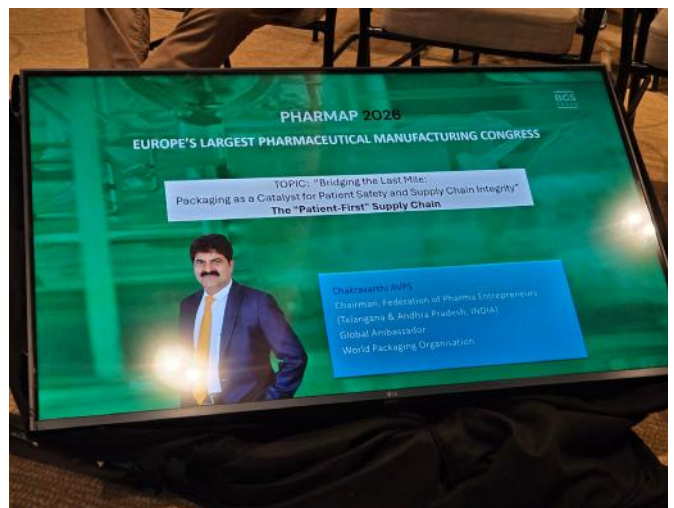 BGS
PHARMAP 2026
EUROPE'S LARGEST PHARMACEUTICAL MANUFACTURING CONGRESS
TOPIC: "Bridging the Last Mile:
Packaging as a Catalyst for Patient Safety and Supply Chain Integrity"
The "Patient-First" Supply Chain
Chakravarthi AVPS
Chairman, Federation of Pharma Entrepreneurs
(Telangana & Andhra Pradesh, INDIA)
Global Ambassador
World Packaging Organisation
LG